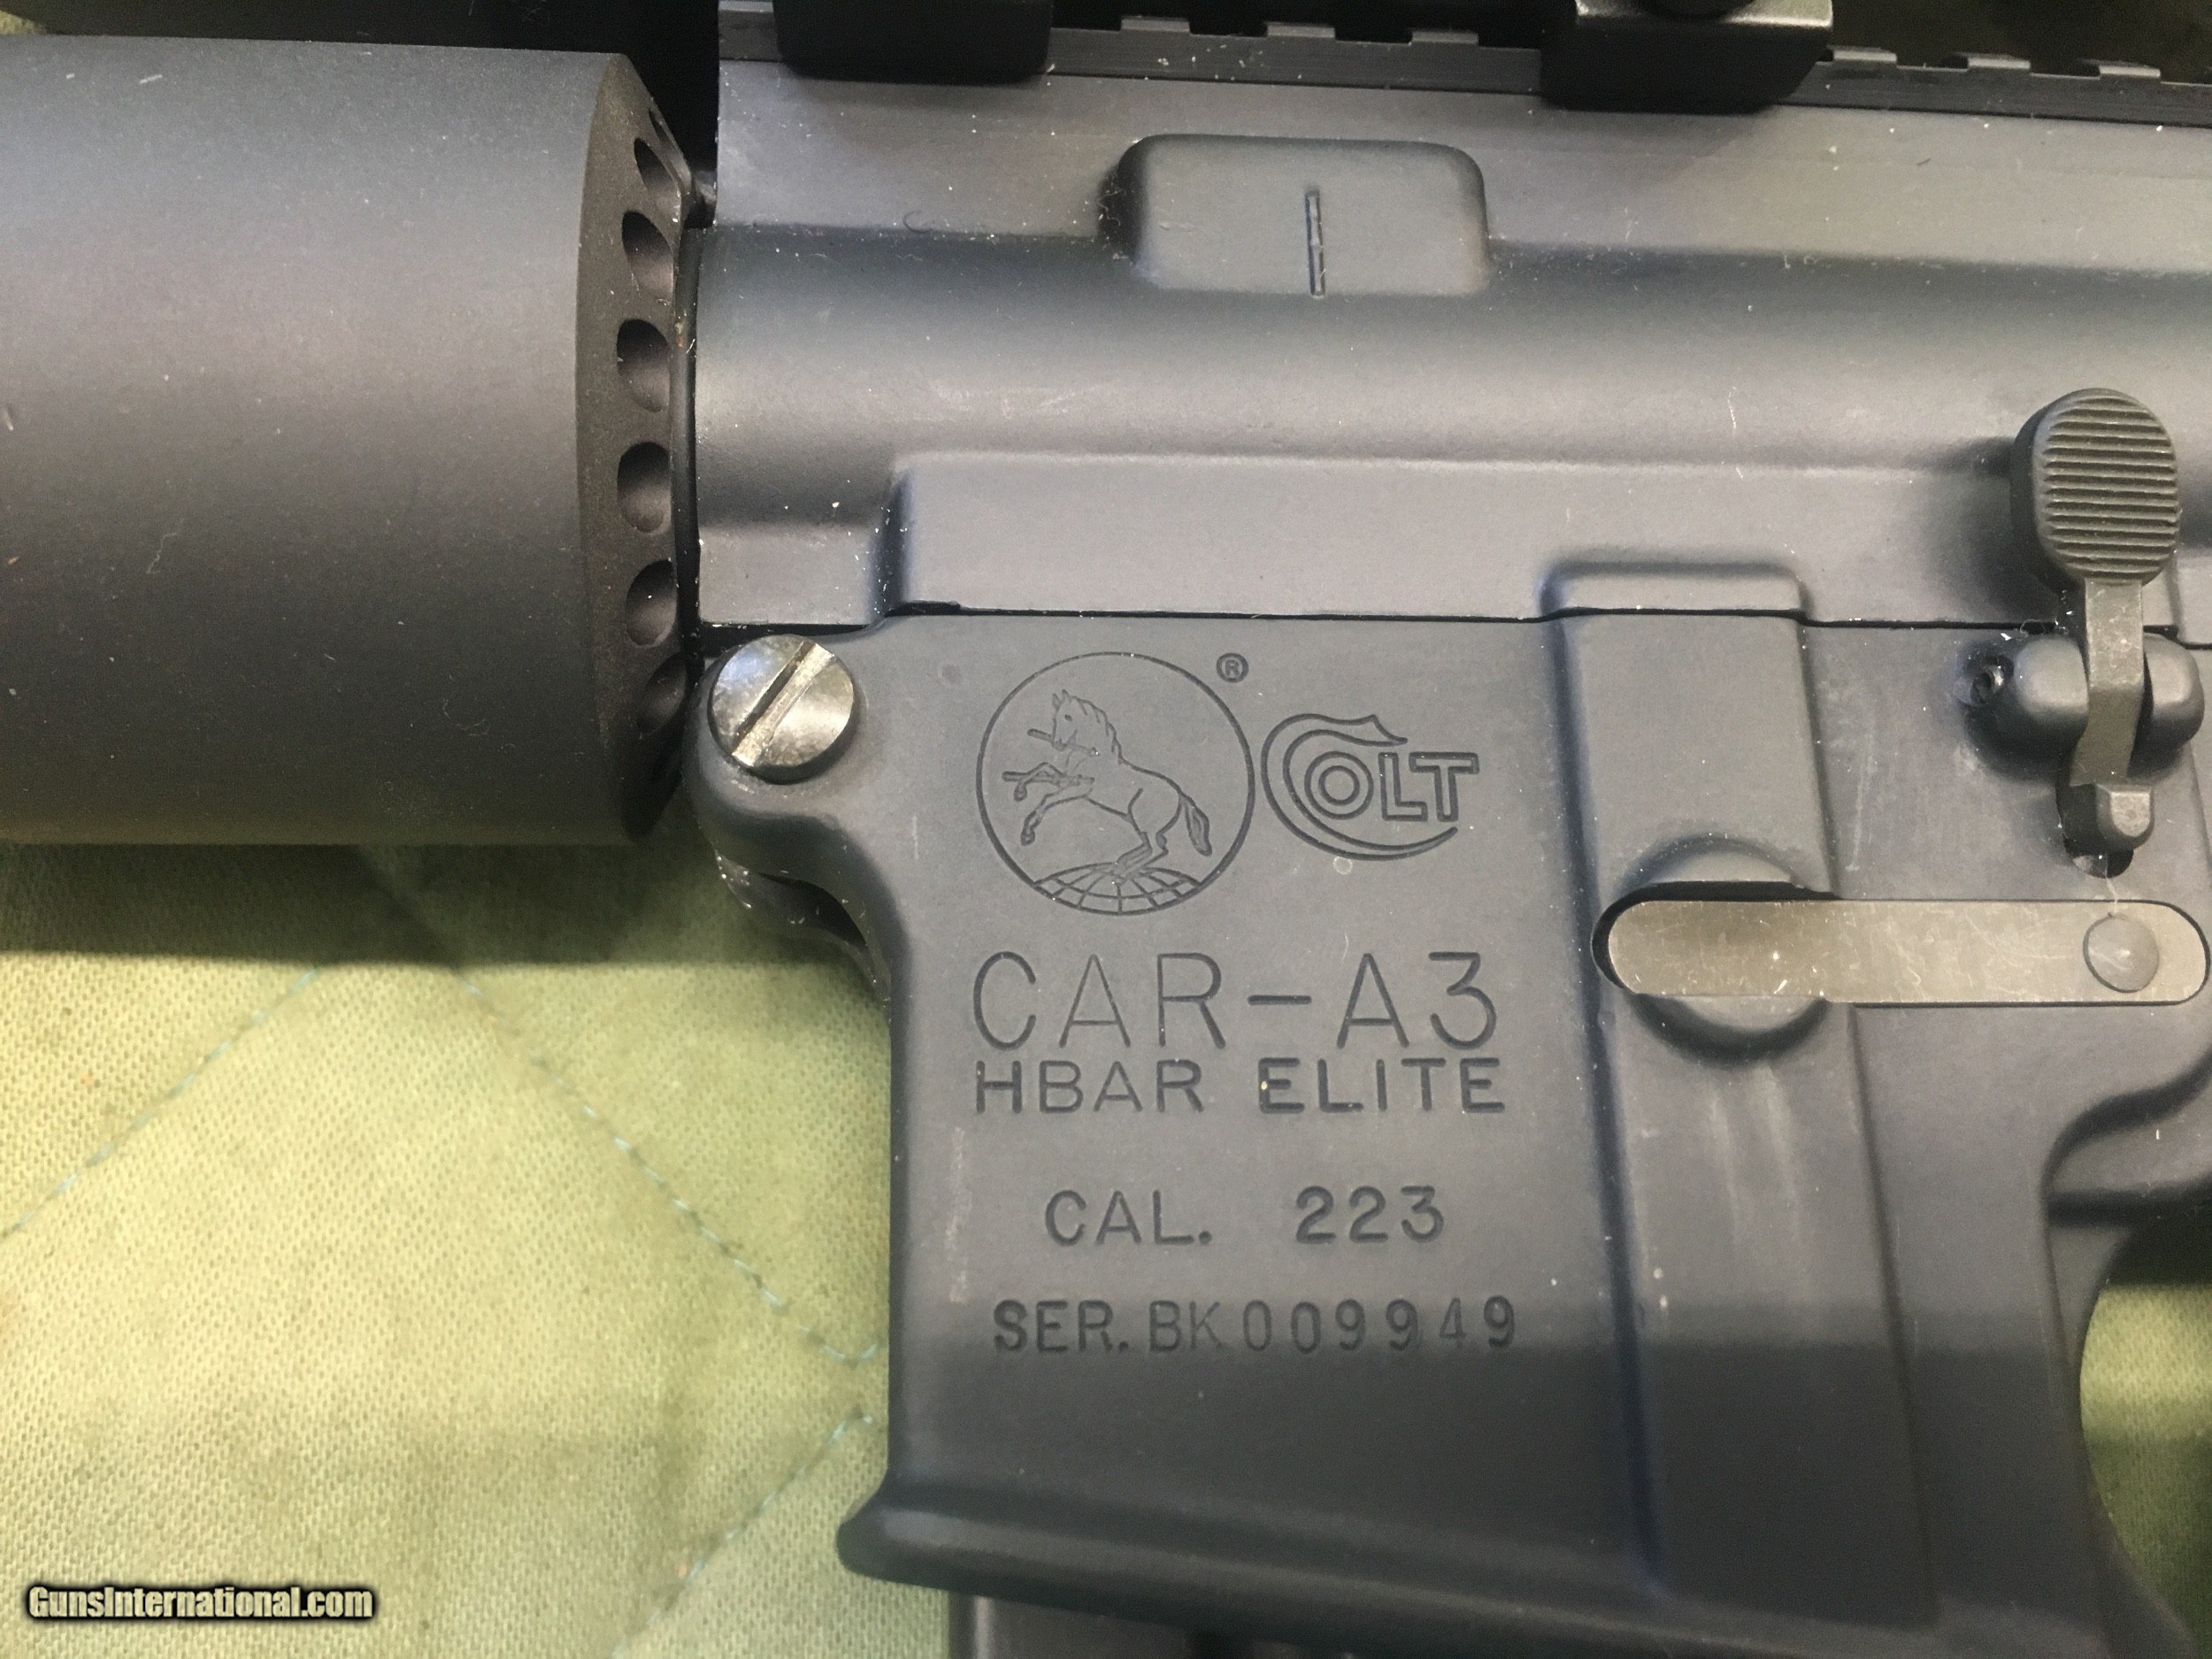 ®
COLT
CAR-A3
HBAR ELITE
CAL. 223
SER. BK009949
GunsInternational.com